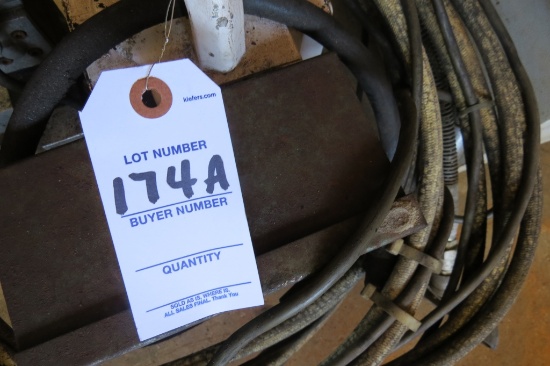 kiefers.com
LOT NUMBER
174A
BUYER NUMBER
QUANTITY
SOLD AS IS, WHERE IS.
ALL SALES FINAL. Thank You